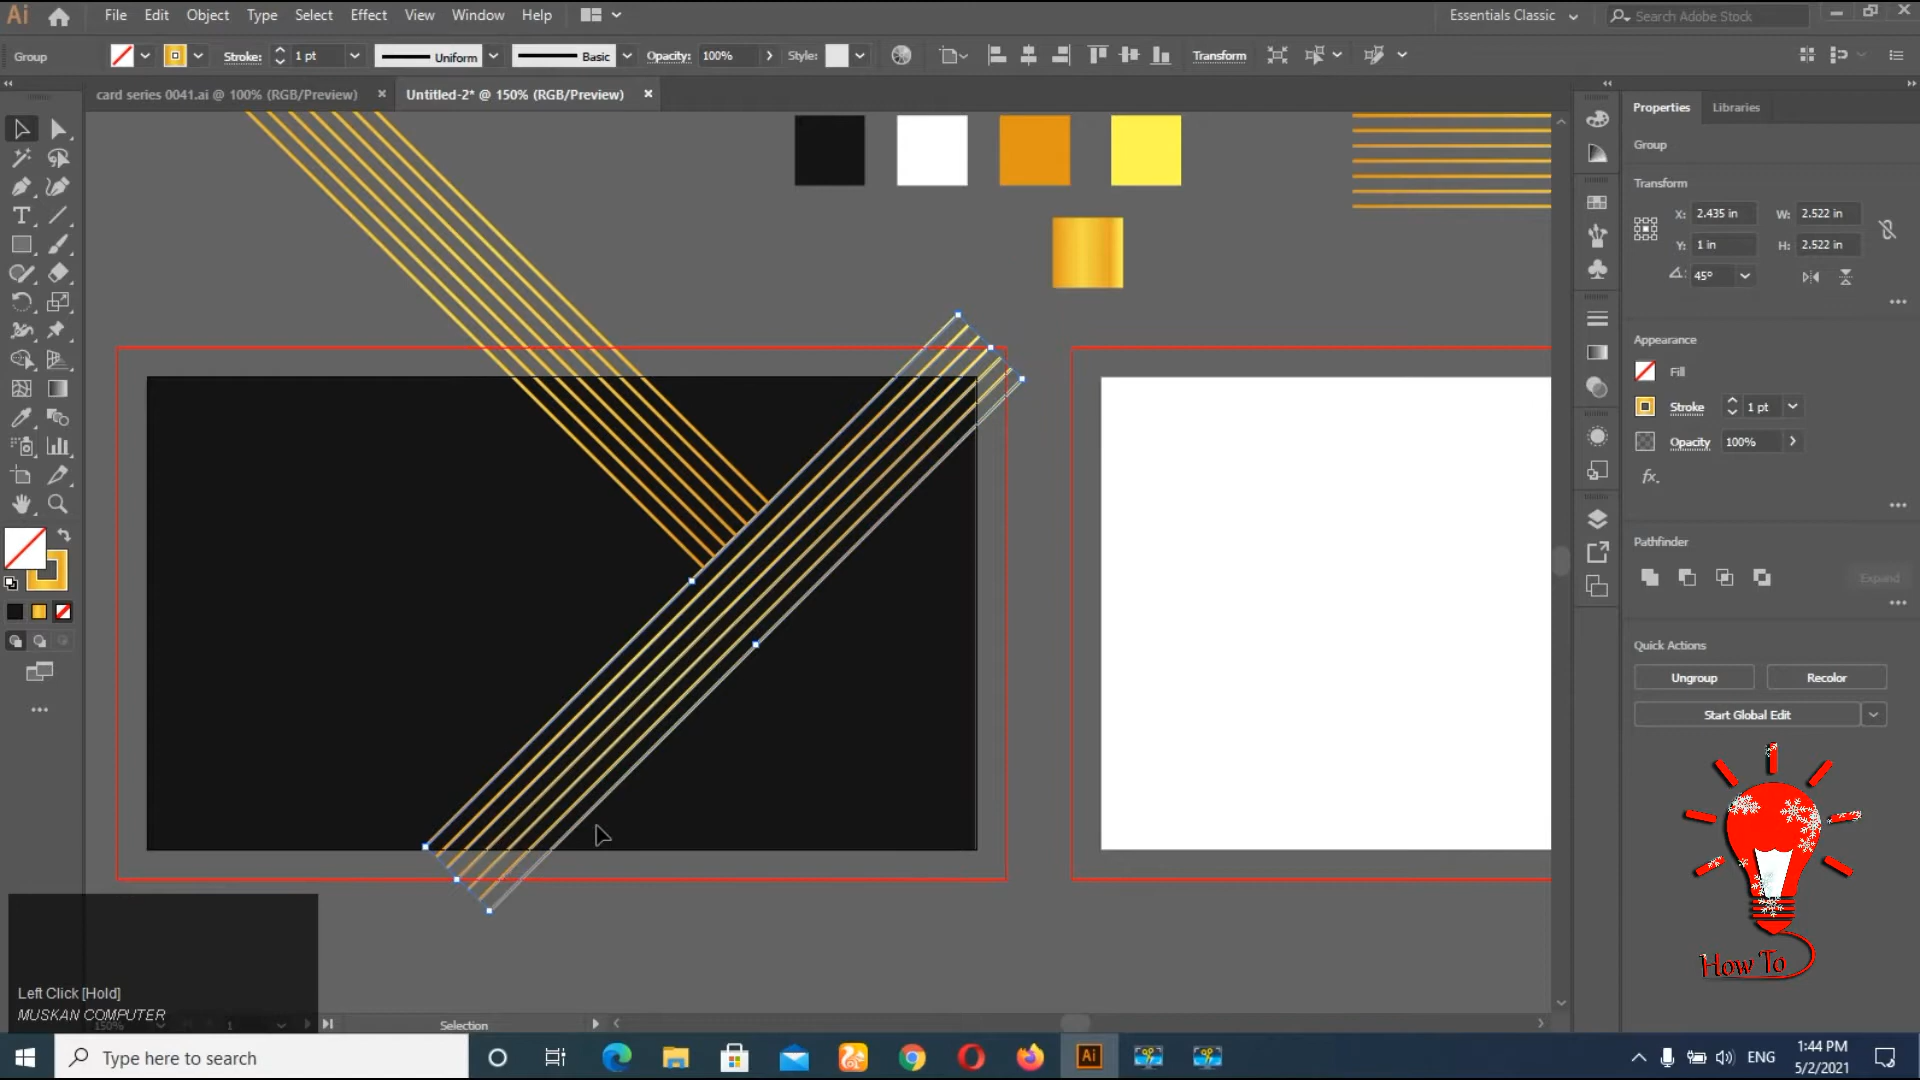 Ai File Edit Object Type Select Effect View Window Help Essentials Classic Search Adobe Stock
Group Stroke: 1 pt Uniform Basic Opacity: 100% Style: Transform
card series 0041.ai @ 100% (RGB/Preview) Untitled-2* @ 150% (RGB/Preview)
Properties Libraries
Group
Transform
X: 2.435 in W: 2.522 in
Y: 1 in H: 2.522 in
45°
Appearance
Fill
Stroke 1 pt
Opacity 100%
fx.
Pathfinder
Expand
Quick Actions
Ungroup Recolor
Start Global Edit
How To
Left Click [Hold]
MUSKAN COMPUTER
150% 1 Selection
Type here to search
Ai
ENG
1:44 PM
5/2/2021